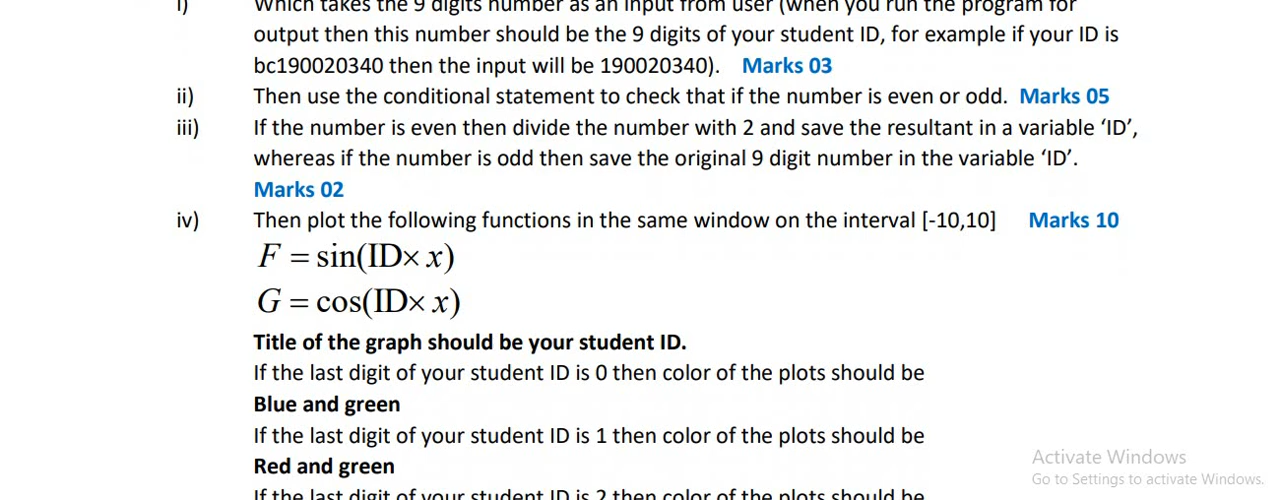 i) Which takes the 9 digits number as an input from user (when you run the program for
output then this number should be the 9 digits of your student ID, for example if your ID is
bc190020340 then the input will be 190020340). Marks 03
ii) Then use the conditional statement to check that if the number is even or odd. Marks 05
iii) If the number is even then divide the number with 2 and save the resultant in a variable ‘ID’,
whereas if the number is odd then save the original 9 digit number in the variable ‘ID’.
Marks 02
iv) Then plot the following functions in the same window on the interval [-10,10] Marks 10
F = sin(ID× x)
G = cos(ID× x)
Title of the graph should be your student ID.
If the last digit of your student ID is 0 then color of the plots should be
Blue and green
If the last digit of your student ID is 1 then color of the plots should be
Red and green
If the last digit of your student ID is 2 then color of the plots should be
Activate Windows
Go to Settings to activate Windows.